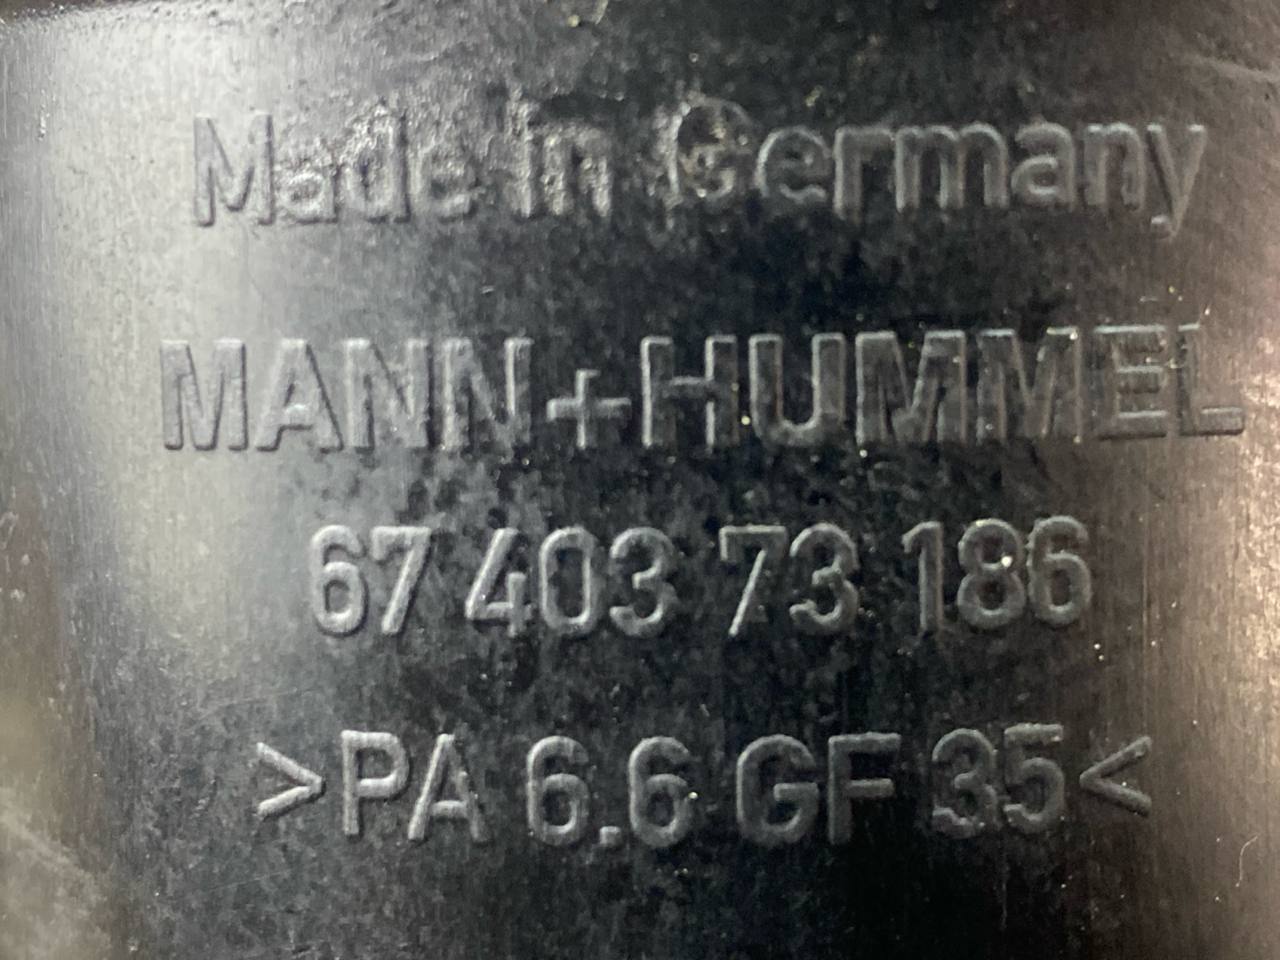 Made in Germany
MANN+HUMMEL
67 403 73 186
>PA 6.6 GF 35<